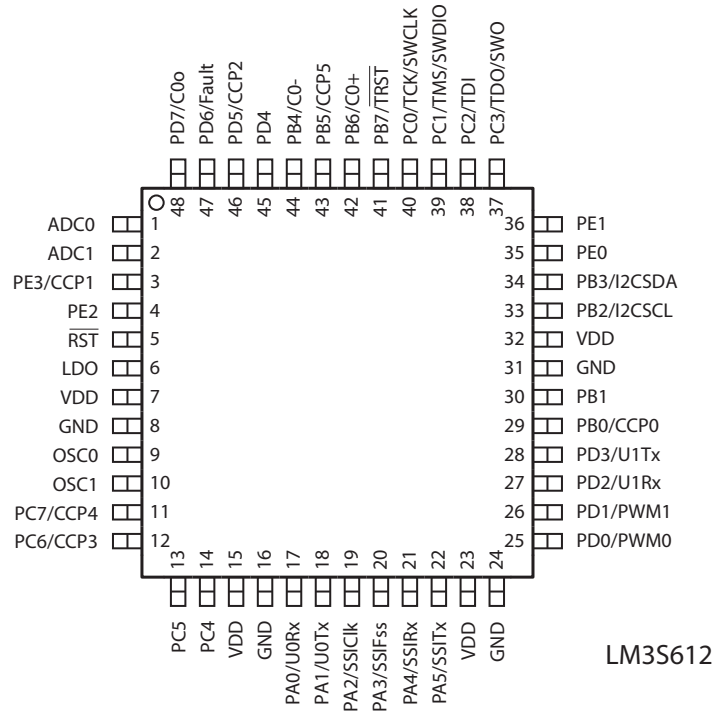 PD7/C0o
PD6/Fault
PD5/CCP2
PD4
PB4/C0-
PB5/CCP5
PB6/C0+
PB7/TRST
PC0/TCK/SWCLK
PC1/TMS/SWDIO
PC2/TDI
PC3/TDO/SWO
48
47
46
45
44
43
42
41
40
39
38
37
ADC0 1
ADC1 2
PE3/CCP1 3
PE2 4
RST 5
LDO 6
VDD 7
GND 8
OSC0 9
OSC1 10
PC7/CCP4 11
PC6/CCP3 12
36 PE1
35 PE0
34 PB3/I2CSDA
33 PB2/I2CSCL
32 VDD
31 GND
30 PB1
29 PB0/CCP0
28 PD3/U1Tx
27 PD2/U1Rx
26 PD1/PWM1
25 PD0/PWM0
13
14
15
16
17
18
19
20
21
22
23
24
PC5
PC4
VDD
GND
PA0/U0Rx
PA1/U0Tx
PA2/SSIClk
PA3/SSIFss
PA4/SSIRx
PA5/SSITx
VDD
GND
LM3S612